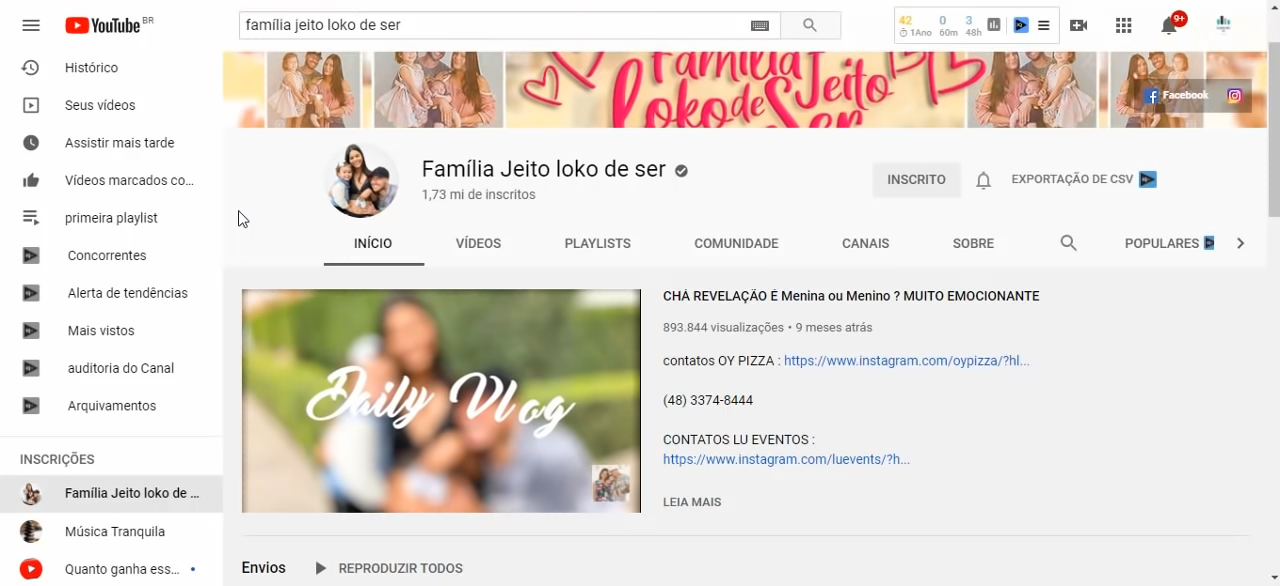 YouTube BR
família jeito loko de ser
42 0 3
1Ano 60m 48h
9+
Histórico
Seus vídeos
Assistir mais tarde
Vídeos marcados co...
primeira playlist
Concorrentes
Alerta de tendências
Mais vistos
auditoria do Canal
Arquivamentos
INSCRIÇÕES
Família Jeito loko de ...
Música Tranquila
Quanto ganha ess...
Família Jeito
loko de Ser
Facebook
Família Jeito loko de ser
1,73 mi de inscritos
INSCRITO
EXPORTAÇÃO DE CSV
INÍCIO VÍDEOS PLAYLISTS COMUNIDADE CANAIS SOBRE POPULARES
Daily Vlog
CHÁ REVELAÇÃO É Menina ou Menino ? MUITO EMOCIONANTE
893.844 visualizações • 9 meses atrás
contatos OY PIZZA : https://www.instagram.com/oypizza/?hl...
(48) 3374-8444
CONTATOS LU EVENTOS :
https://www.instagram.com/luevents/?h...
LEIA MAIS
Envios REPRODUZIR TODOS